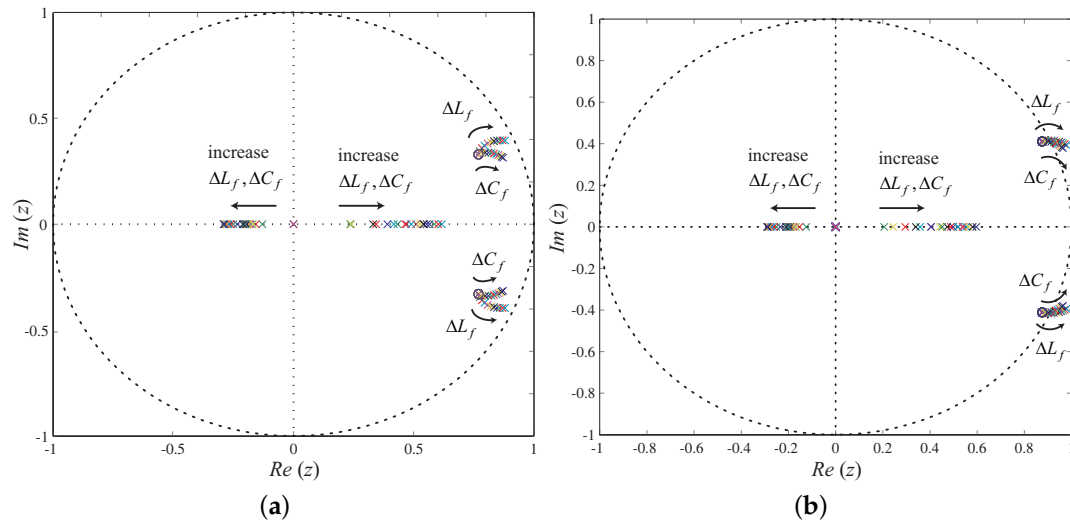 1
0.5
0
-0.5
-1
-1
-0.5
0
0.5
1
Im (z)
Re (z)
increase
ΔL_f, ΔC_f
increase
ΔL_f, ΔC_f
ΔL_f
ΔC_f
ΔC_f
ΔL_f
(a)
1
0.8
0.6
0.4
0.2
0
-0.2
-0.4
-0.6
-0.8
-1
-1
-0.8
-0.6
-0.4
-0.2
0
0.2
0.4
0.6
0.8
1
Im (z)
Re (z)
increase
ΔL_f, ΔC_f
increase
ΔL_f, ΔC_f
ΔL_f
ΔC_f
ΔC_f
ΔL_f
(b)